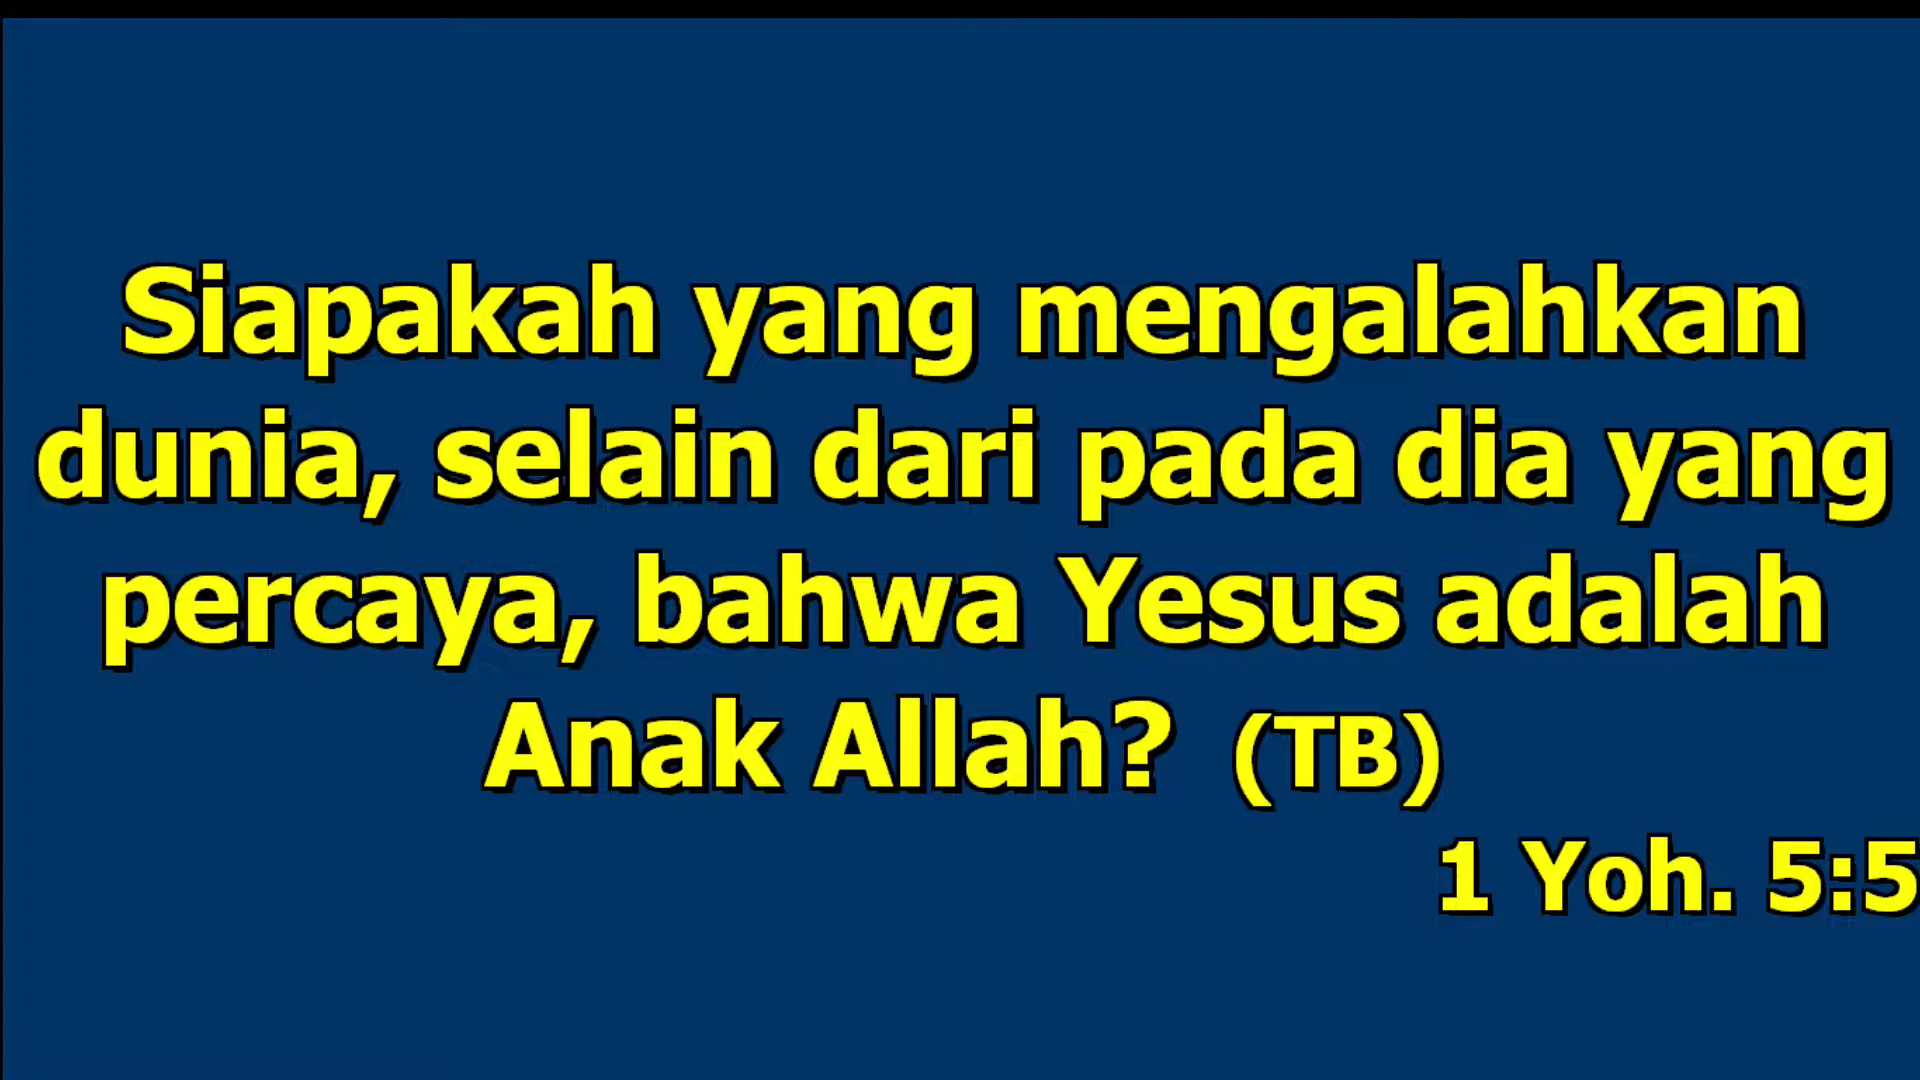 Siapakah yang mengalahkan
dunia, selain dari pada dia yang
percaya, bahwa Yesus adalah
Anak Allah? (TB)
1 Yoh. 5:5